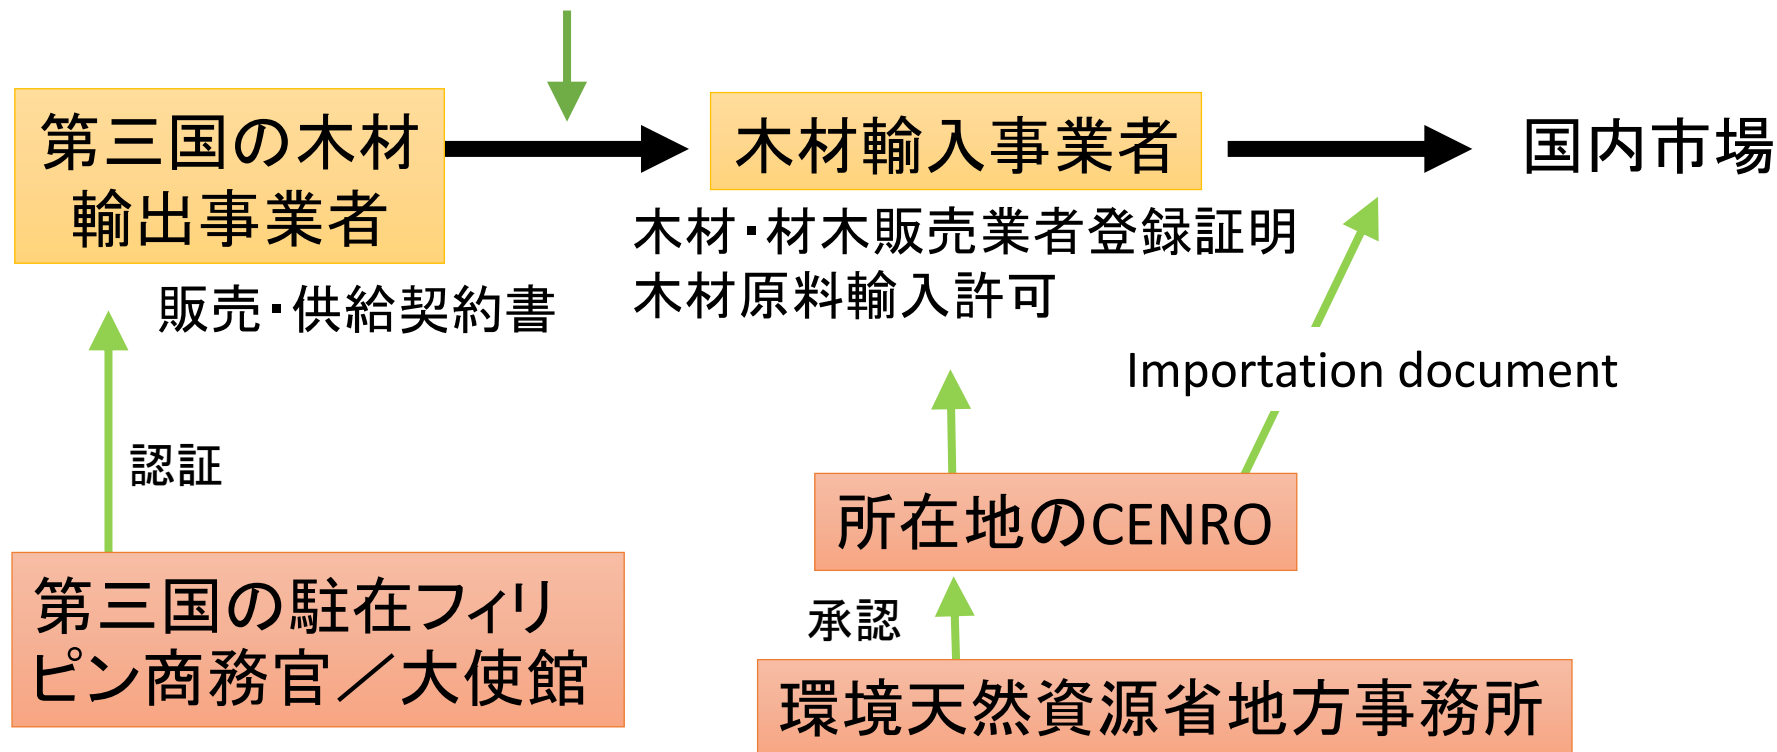 第三国の木材
輸出事業者
木材輸入事業者
国内市場
販売・供給契約書
木材・材木販売業者登録証明
木材原料輸入許可
Importation document
認証
所在地のCENRO
第三国の駐在フィリ
ピン商務官／大使館
承認
環境天然資源省地方事務所